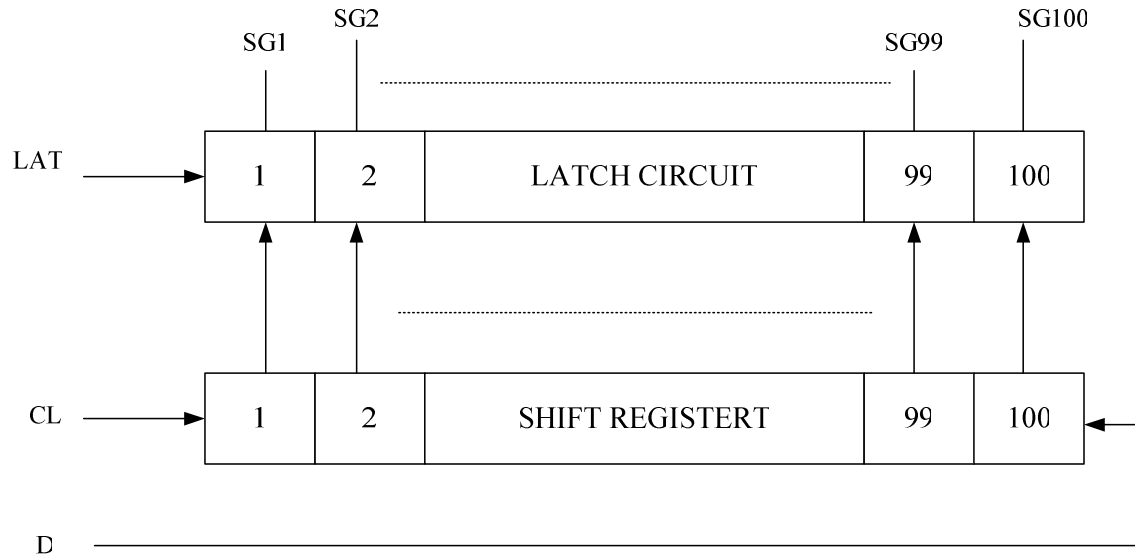 SG1
SG2
SG99
SG100
LAT
1
2
LATCH CIRCUIT
99
100
CL
1
2
SHIFT REGISTERT
99
100
D